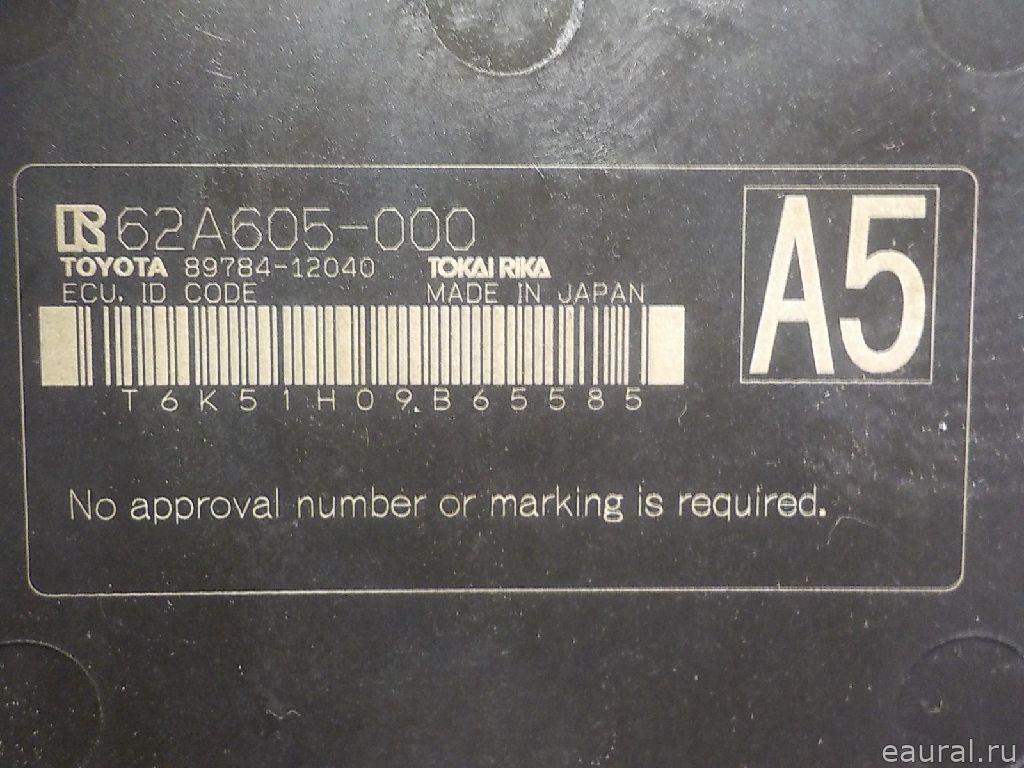 R 62A605-000
TOYOTA 89784-12040 TOKAI RIKA
ECU. ID CODE MADE IN JAPAN
T6K51H09B65585
A5
No approval number or marking is required.
eaural.ru